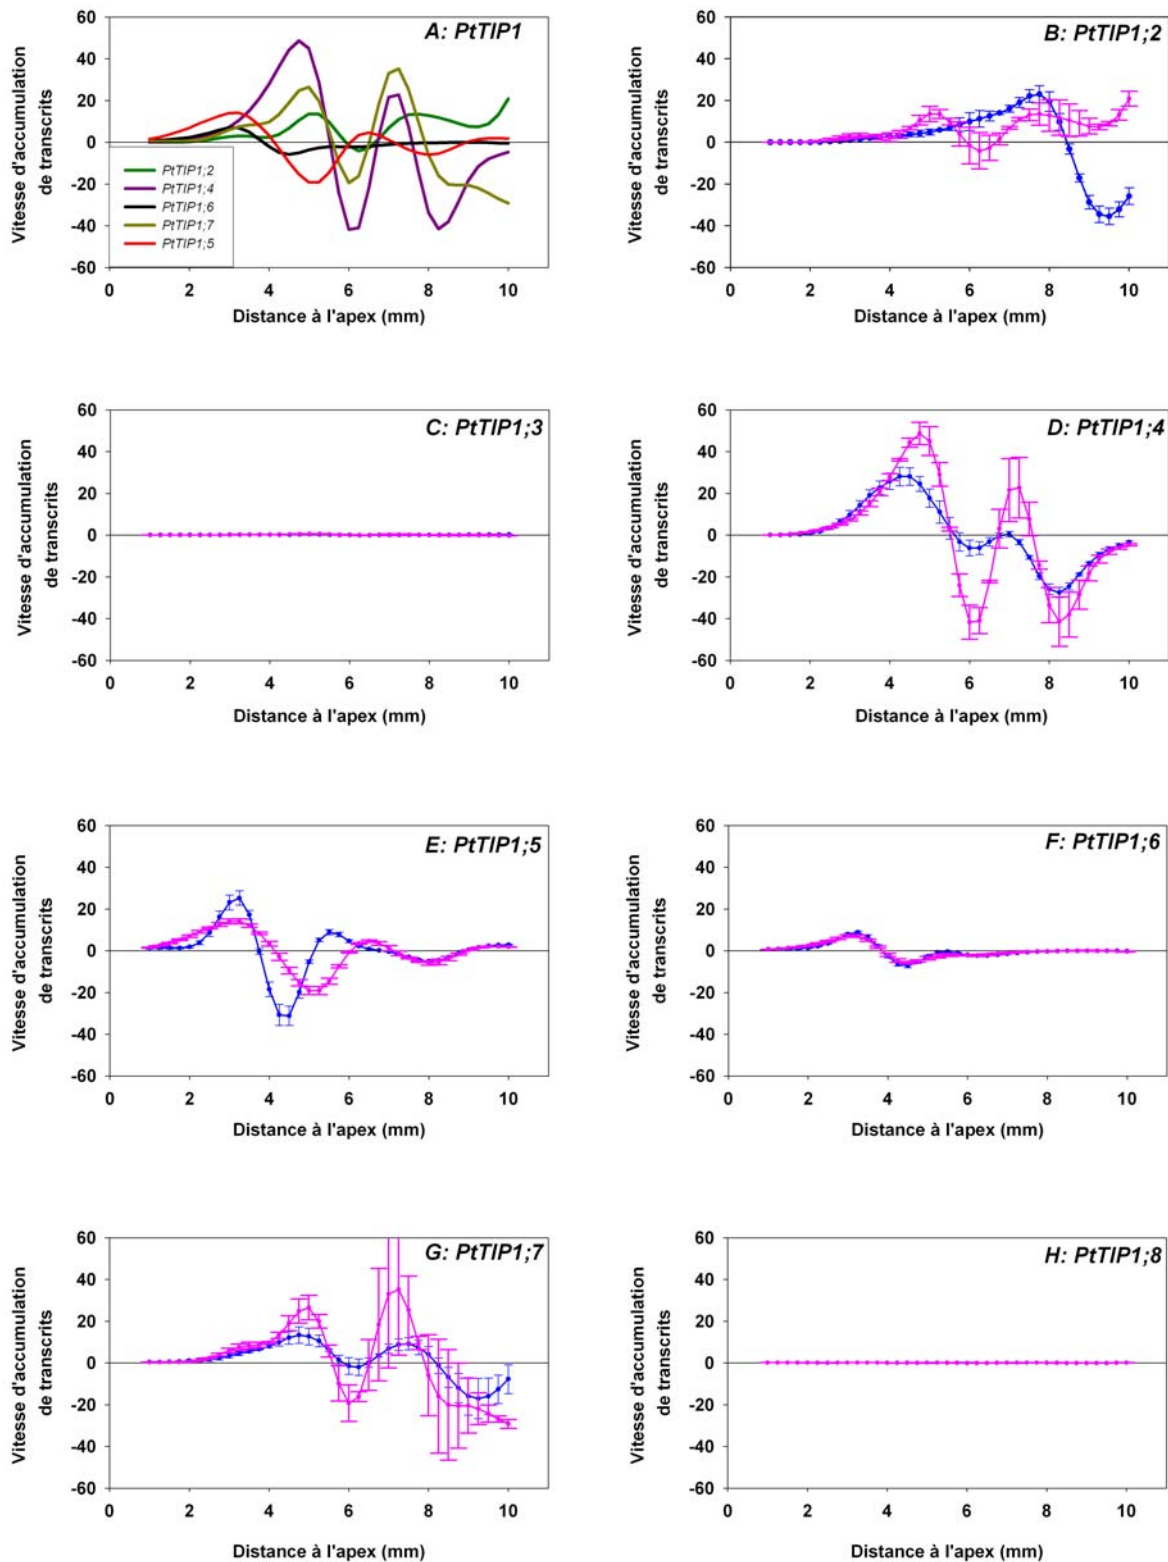 A: PtTIP1
60
40
20
0
-20
-40
-60
Vitesse d'accumulation
de transcrits
PtTIP1;2
PtTIP1;4
PtTIP1;6
PtTIP1;7
PtTIP1;5
0 2 4 6 8 10
Distance à l'apex (mm)
B: PtTIP1;2
60
40
20
0
-20
-40
-60
Vitesse d'accumulation
de transcrits
0 2 4 6 8 10
Distance à l'apex (mm)
C: PtTIP1;3
60
40
20
0
-20
-40
-60
Vitesse d'accumulation
de transcrits
0 2 4 6 8 10
Distance à l'apex (mm)
D: PtTIP1;4
60
40
20
0
-20
-40
-60
Vitesse d'accumulation
de transcrits
0 2 4 6 8 10
Distance à l'apex (mm)
E: PtTIP1;5
60
40
20
0
-20
-40
-60
Vitesse d'accumulation
de transcrits
0 2 4 6 8 10
Distance à l'apex (mm)
F: PtTIP1;6
60
40
20
0
-20
-40
-60
Vitesse d'accumulation
de transcrits
0 2 4 6 8 10
Distance à l'apex (mm)
G: PtTIP1;7
60
40
20
0
-20
-40
-60
Vitesse d'accumulation
de transcrits
0 2 4 6 8 10
Distance à l'apex (mm)
H: PtTIP1;8
60
40
20
0
-20
-40
-60
Vitesse d'accumulation
de transcrits
0 2 4 6 8 10
Distance à l'apex (mm)